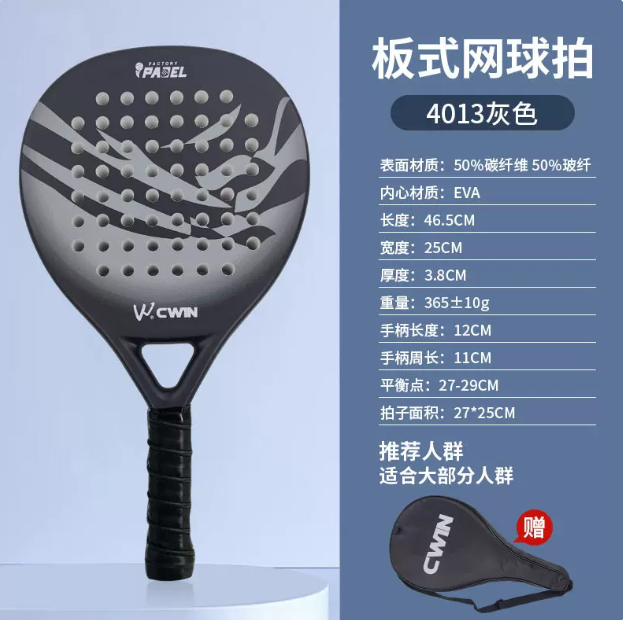 FACTORY
PADEL
CWIN
板式网球拍
4013灰色
表面材质：50%碳纤维 50%玻纤
内心材质：EVA
长度：46.5CM
宽度：25CM
厚度：3.8CM
重量：365±10g
手柄长度：12CM
手柄周长：11CM
平衡点：27-29CM
拍子面积：27*25CM
推荐人群
适合大部分人群
赠
CWIN